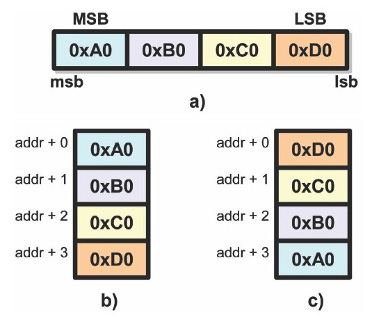 MSB LSB
0xA0 0xB0 0xC0 0xD0
msb lsb
a)
addr + 0 0xA0
addr + 1 0xB0
addr + 2 0xC0
addr + 3 0xD0
b)
addr + 0 0xD0
addr + 1 0xC0
addr + 2 0xB0
addr + 3 0xA0
c)